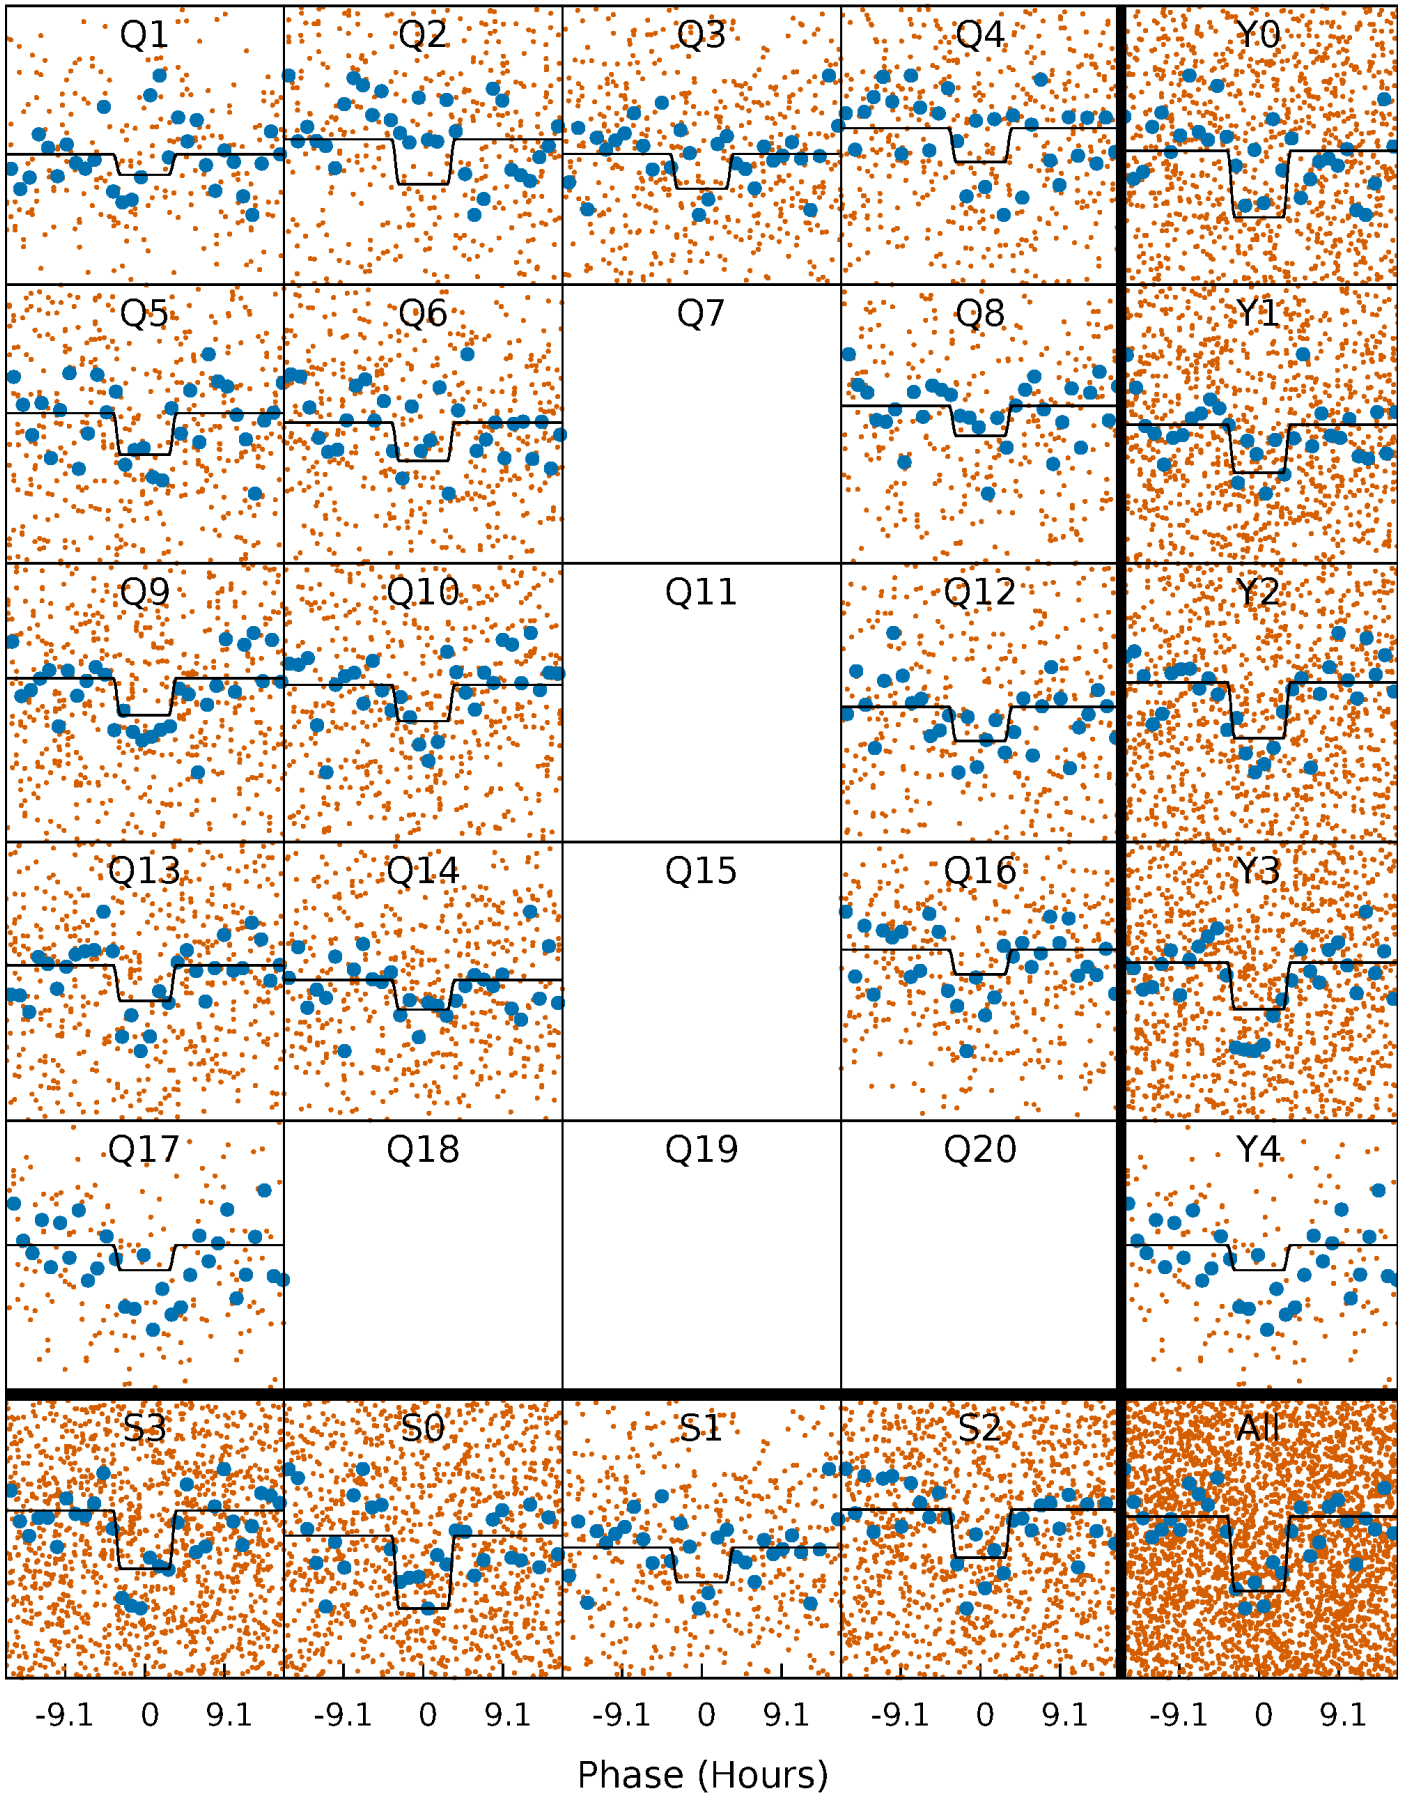 Q1 Q2 Q3 Q4 Y0
Q5 Q6 Q7 Q8 Y1
Q9 Q10 Q11 Q12 Y2
Q13 Q14 Q15 Q16 Y3
Q17 Q18 Q19 Q20 Y4
S3 S0 S1 S2 All
-9.1 0 9.1 -9.1 0 9.1 -9.1 0 9.1 -9.1 0 9.1 -9.1 0 9.1
Phase (Hours)